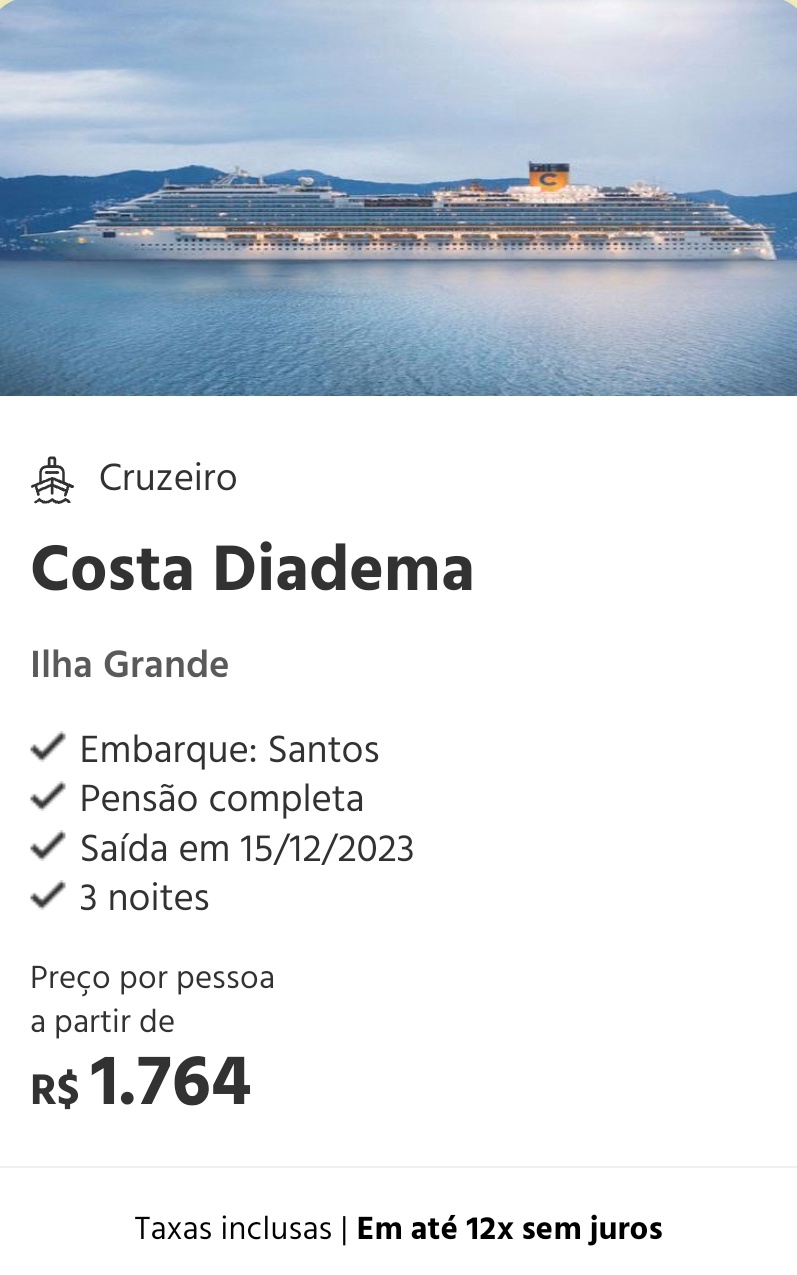 C
Cruzeiro
Costa Diadema
Ilha Grande
Embarque: Santos
Pensão completa
Saída em 15/12/2023
3 noites
Preço por pessoa
a partir de
R$ 1.764
Taxas inclusas | Em até 12x sem juros